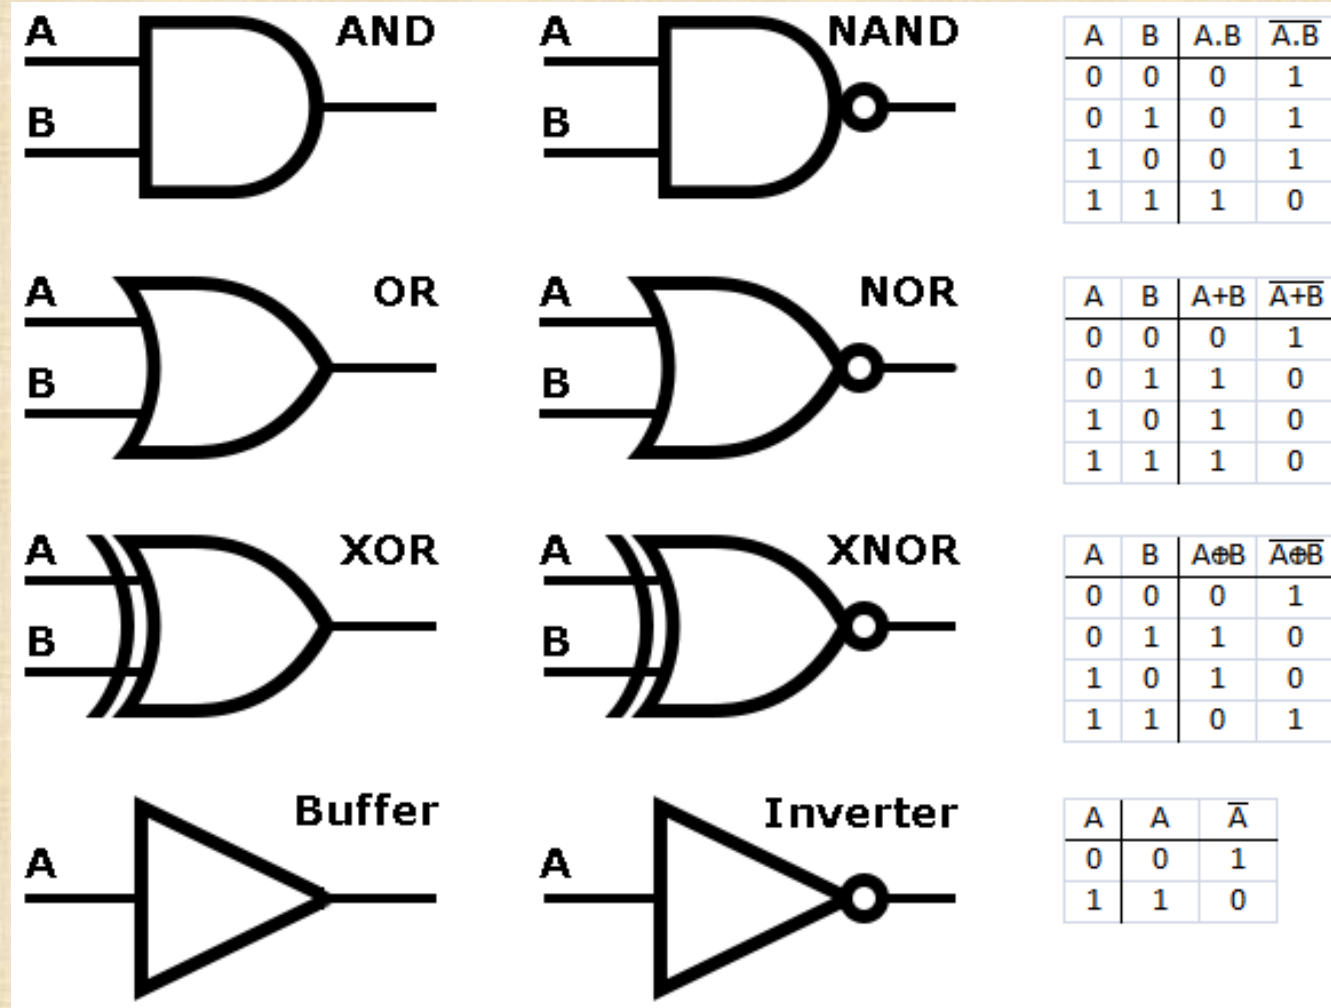 A AND
B
A NAND
B
A B A.B A̅.̅B̅
0 0 0 1
0 1 0 1
1 0 0 1
1 1 1 0
A OR
B
A NOR
B
A B A+B A̅+̅B̅
0 0 0 1
0 1 1 0
1 0 1 0
1 1 1 0
A XOR
B
A XNOR
B
A B A⊕B A̅⊕̅B̅
0 0 0 1
0 1 1 0
1 0 1 0
1 1 0 1
Buffer
A
Inverter
A
A A A̅
0 0 1
1 1 0